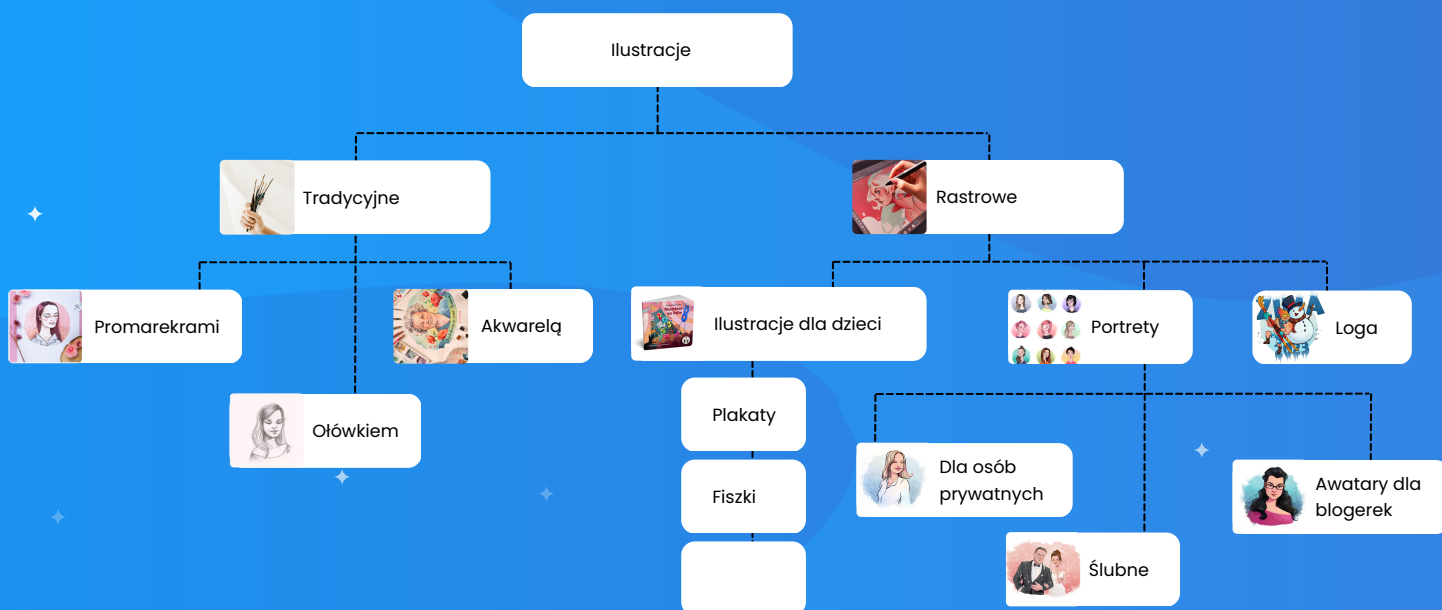 Ilustracje
Tradycyjne
Rastrowe
Promarekrami
Akwarelą
Ilustracje dla dzieci
Portrety
Loga
Ołówkiem
Plakaty
Fiszki
Dla osób
prywatnych
Awatary dla
blogerek
Ślubne